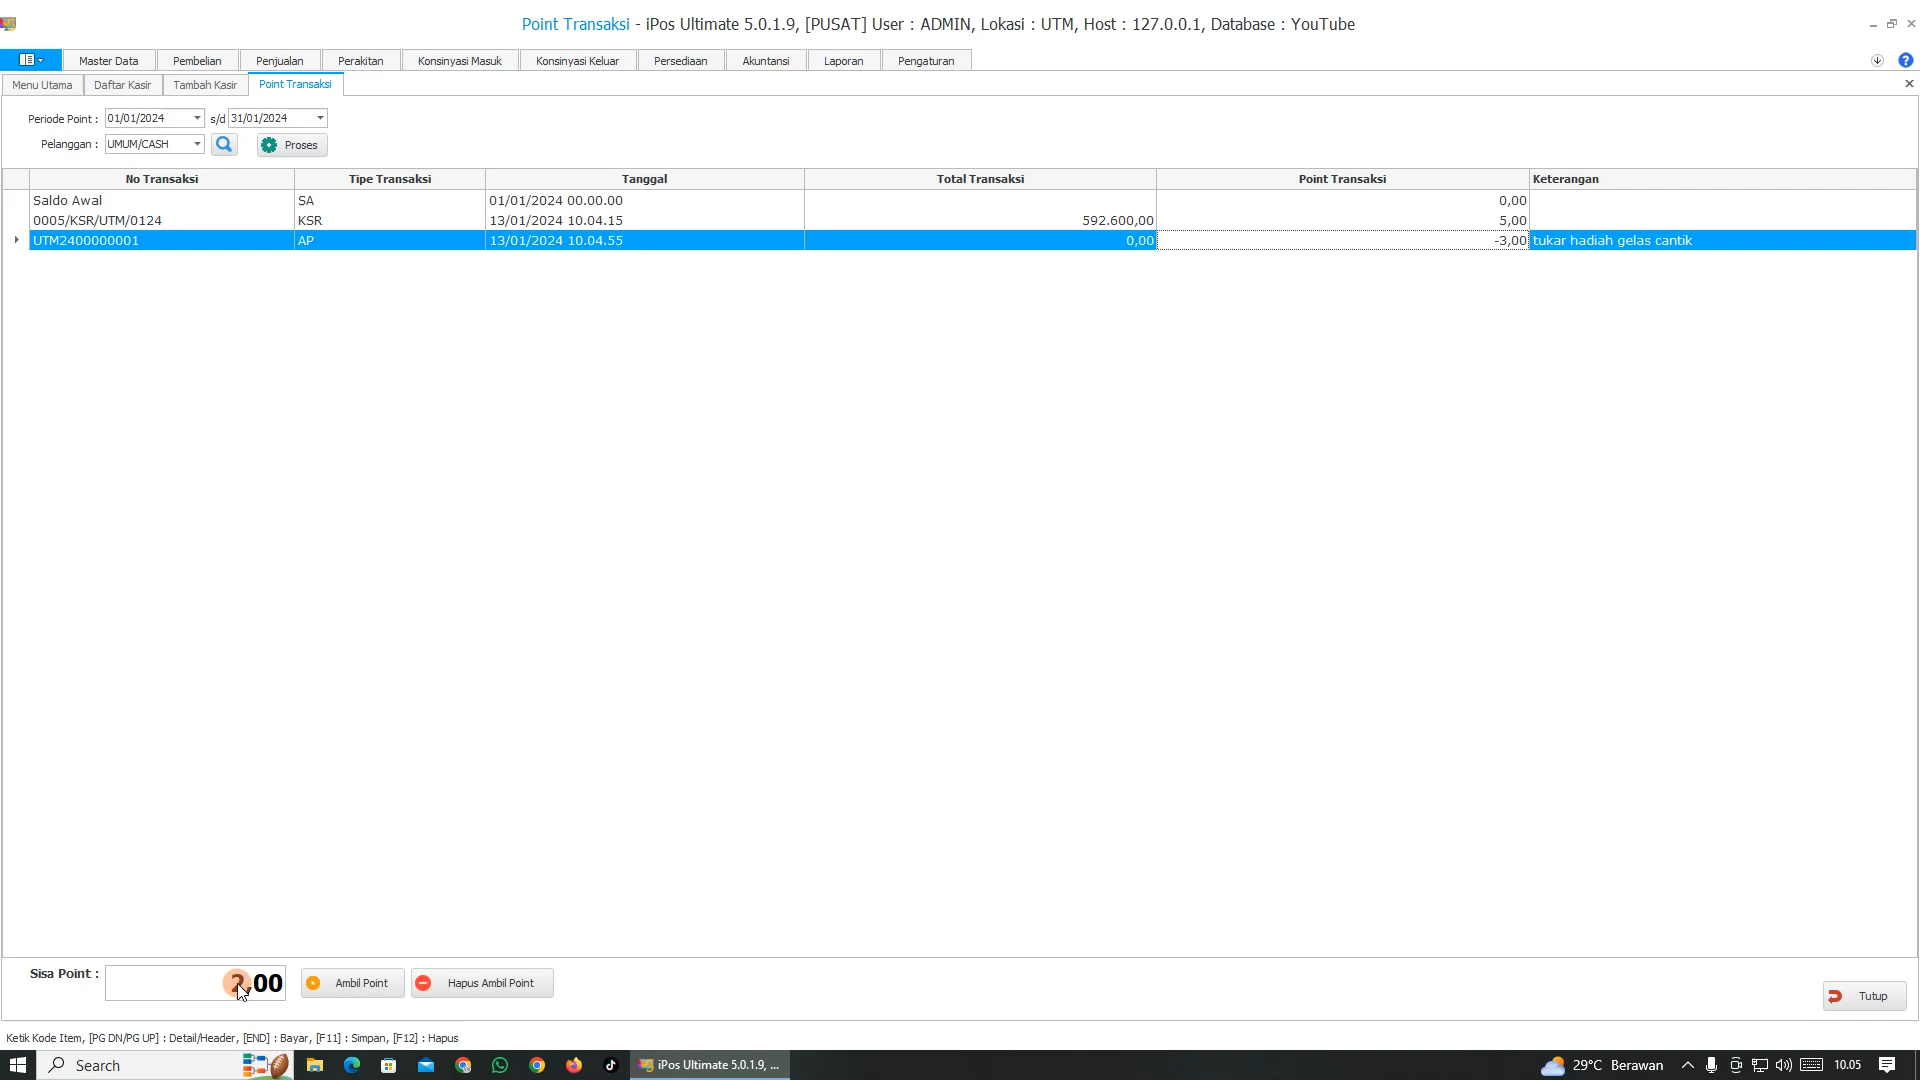 Point Transaksi - iPos Ultimate 5.0.1.9, [PUSAT] User : ADMIN, Lokasi : UTM, Host : 127.0.0.1, Database : YouTube
Master Data Pembelian Penjualan Perakitan Konsinyasi Masuk Konsinyasi Keluar Persediaan Akuntansi Laporan Pengaturan
Menu Utama Daftar Kasir Tambah Kasir Point Transaksi
Periode Point : 01/01/2024 s/d 31/01/2024
Pelanggan : UMUM/CASH Proses
No Transaksi Tipe Transaksi Tanggal Total Transaksi Point Transaksi Keterangan
Saldo Awal SA 01/01/2024 00.00.00 0,00
0005/KSR/UTM/0124 KSR 13/01/2024 10.04.15 592.600,00 5,00
UTM2400000001 AP 13/01/2024 10.04.55 0,00 -3,00 tukar hadiah gelas cantik
Sisa Point : 2,00 Ambil Point Hapus Ambil Point
Tutup
Ketik Kode Item, [PG DN/PG UP] : Detail/Header, [END] : Bayar, [F11] : Simpan, [F12] : Hapus
Search iPos Ultimate 5.0.1.9, ... 29°C Berawan 10.05